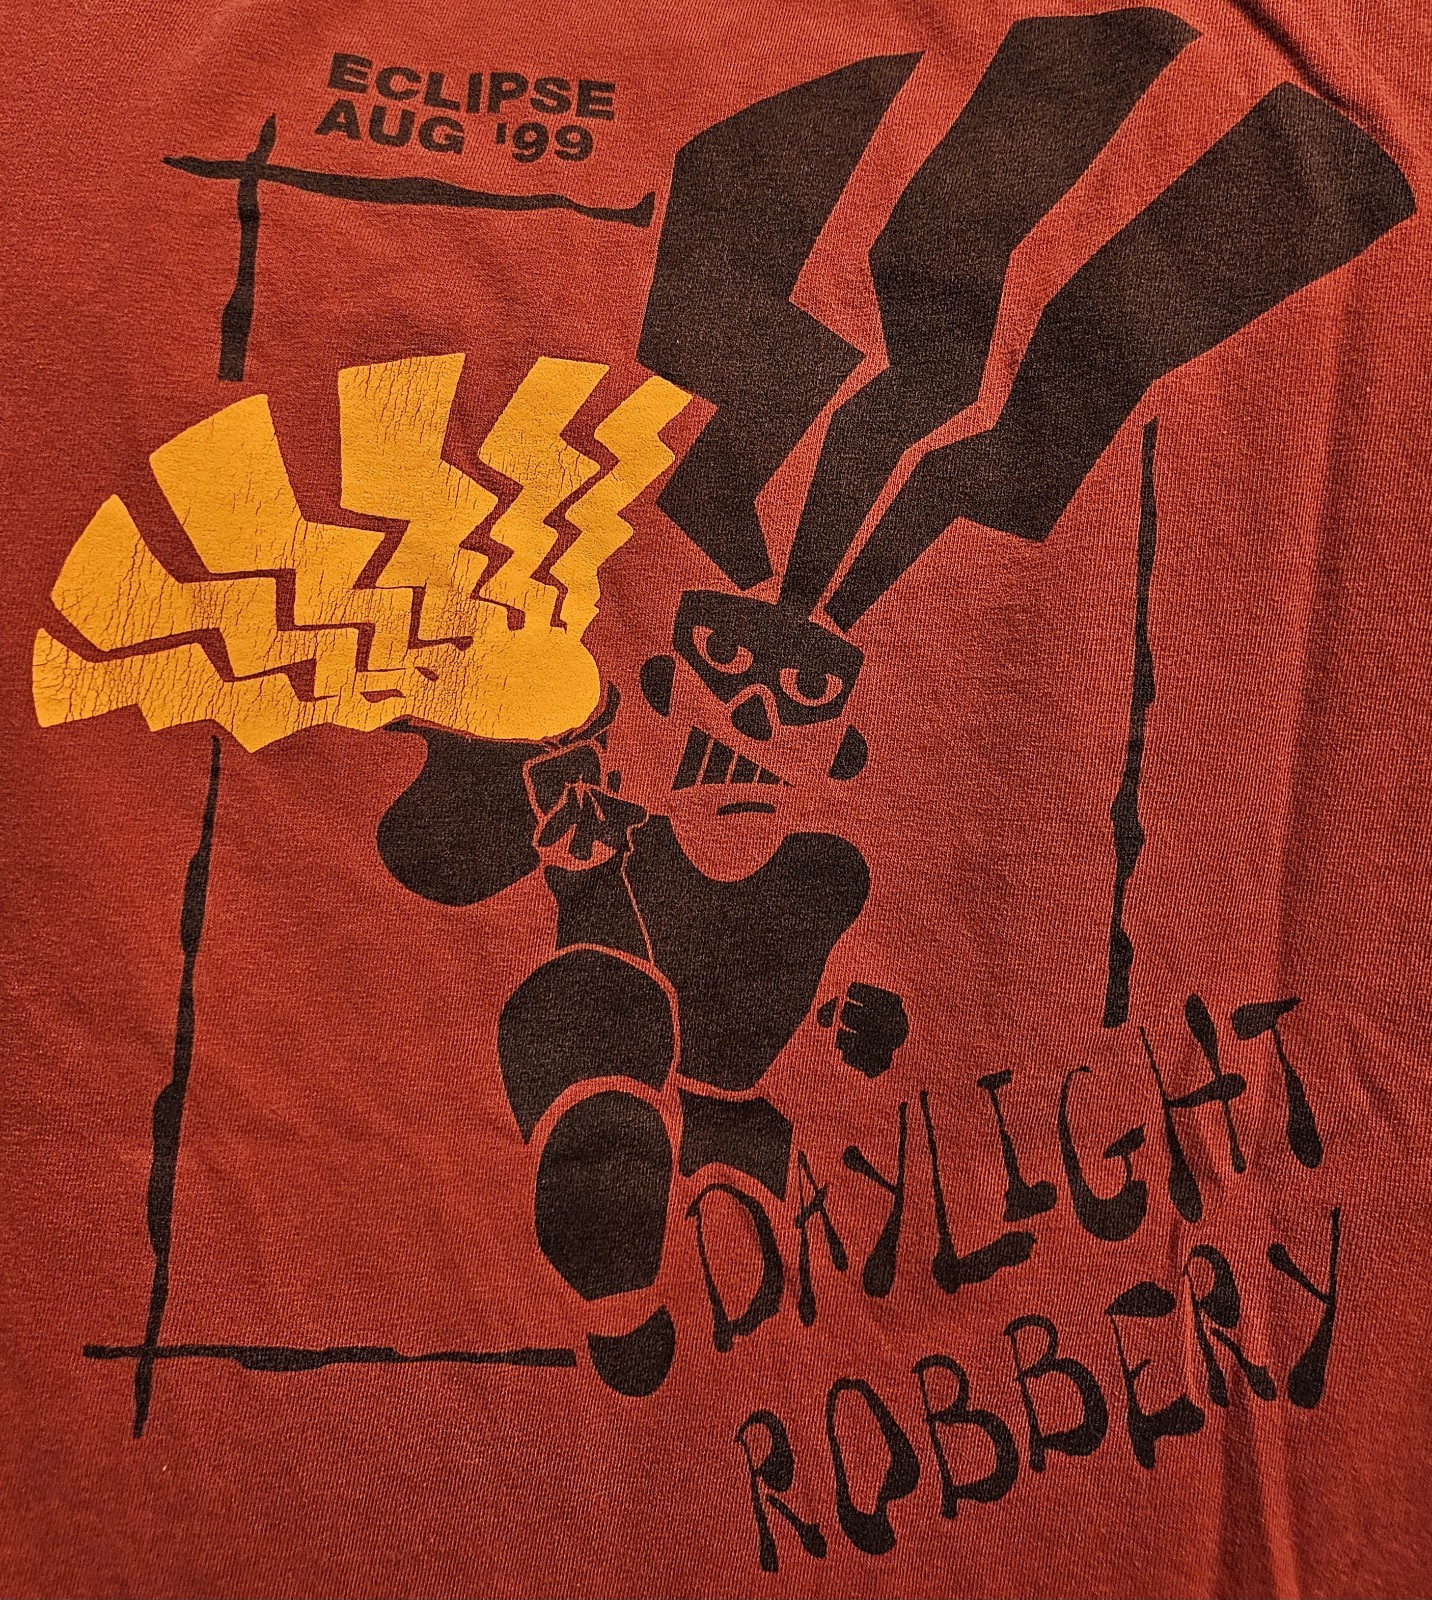 ECLIPSE
AUG '99
DAYLIGHT
ROBBERY